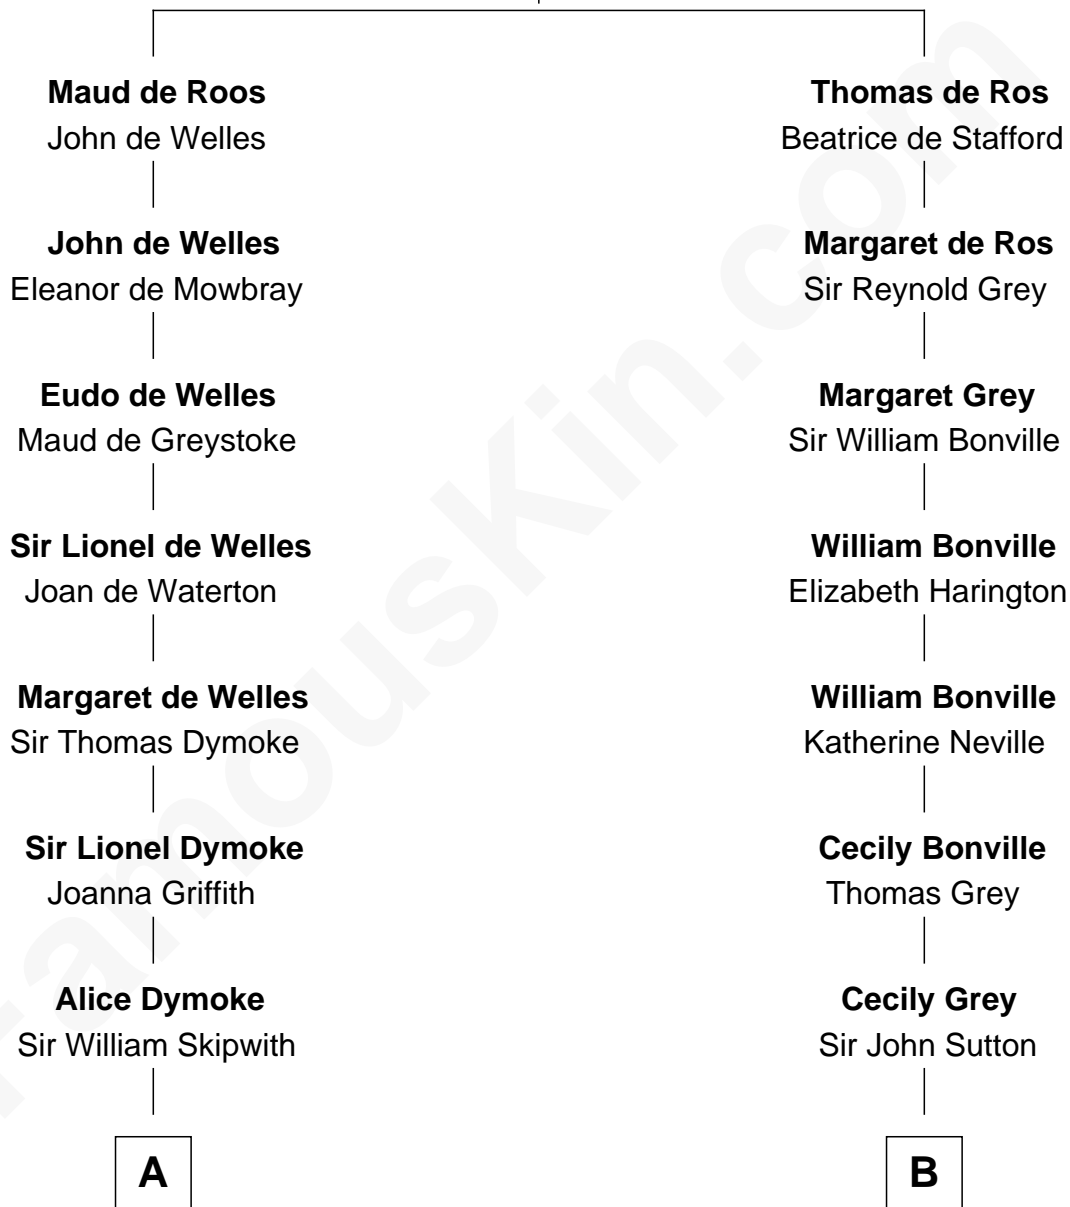 Maud de Roos
John de Welles
Thomas de Ros
Beatrice de Stafford
John de Welles
Eleanor de Mowbray
Margaret de Ros
Sir Reynold Grey
Eudo de Welles
Maud de Greystoke
Margaret Grey
Sir William Bonville
Sir Lionel de Welles
Joan de Waterton
William Bonville
Elizabeth Harington
Margaret de Welles
Sir Thomas Dymoke
William Bonville
Katherine Neville
Sir Lionel Dymoke
Joanna Griffith
Cecily Bonville
Thomas Grey
Alice Dymoke
Sir William Skipwith
Cecily Grey
Sir John Sutton
A
B
FamousKin.com